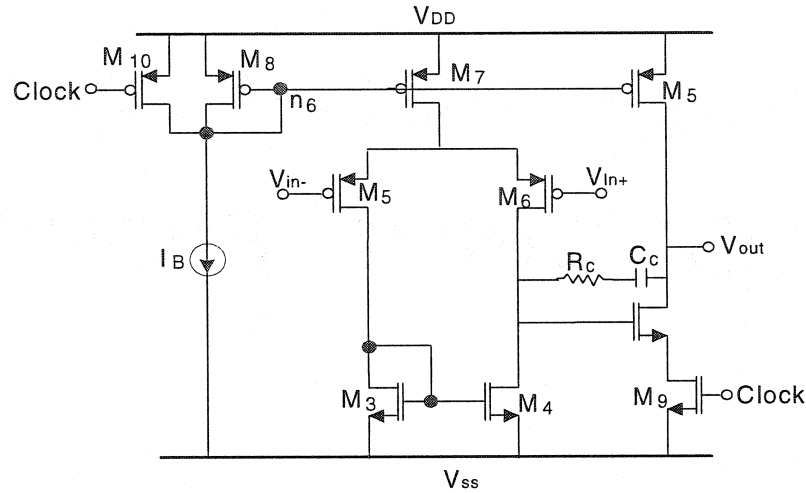 VDD
M10
M8
M7
M5
Clock
n6
Vin-
M5
M6
VIn+
IB
Rc
Cc
Vout
M3
M4
M9
Clock
Vss